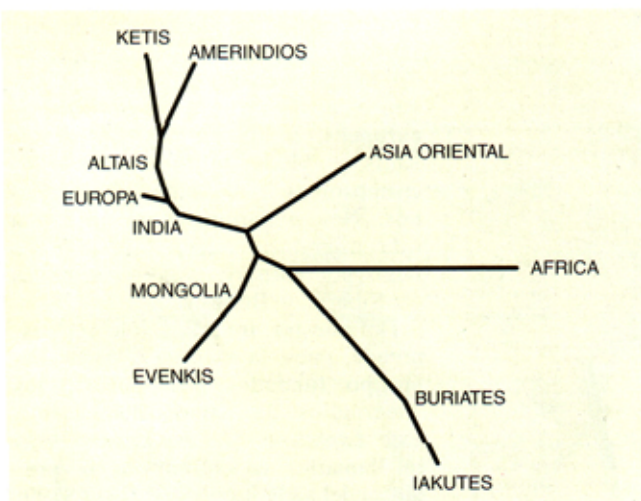 KETIS
AMERINDIOS
ASIA ORIENTAL
ALTAIS
EUROPA
INDIA
AFRICA
MONGOLIA
EVENKIS
BURIATES
IAKUTES